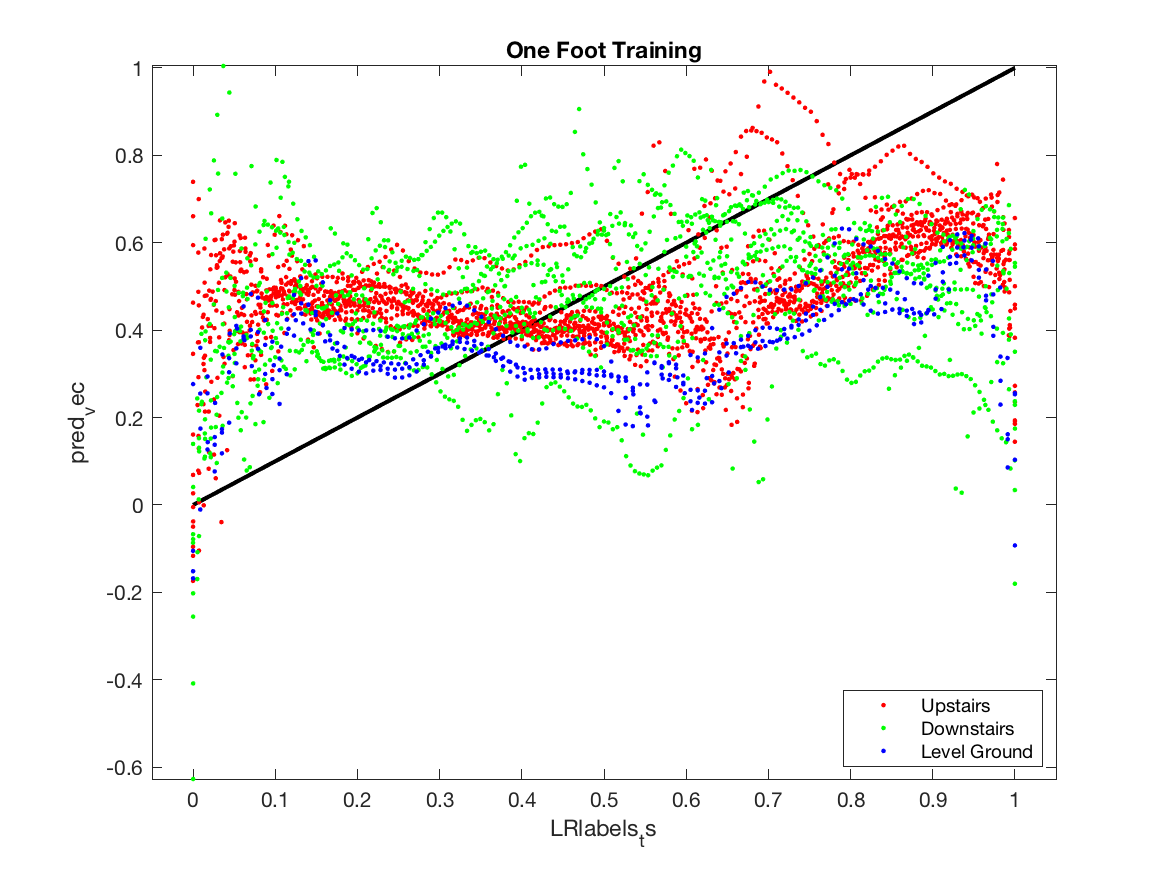 One Foot Training
1
0.8
0.6
0.4
0.2
0
-0.2
-0.4
-0.6
pred_vec
0 0.1 0.2 0.3 0.4 0.5 0.6 0.7 0.8 0.9 1
LRlabels_ts
Upstairs
Downstairs
Level Ground